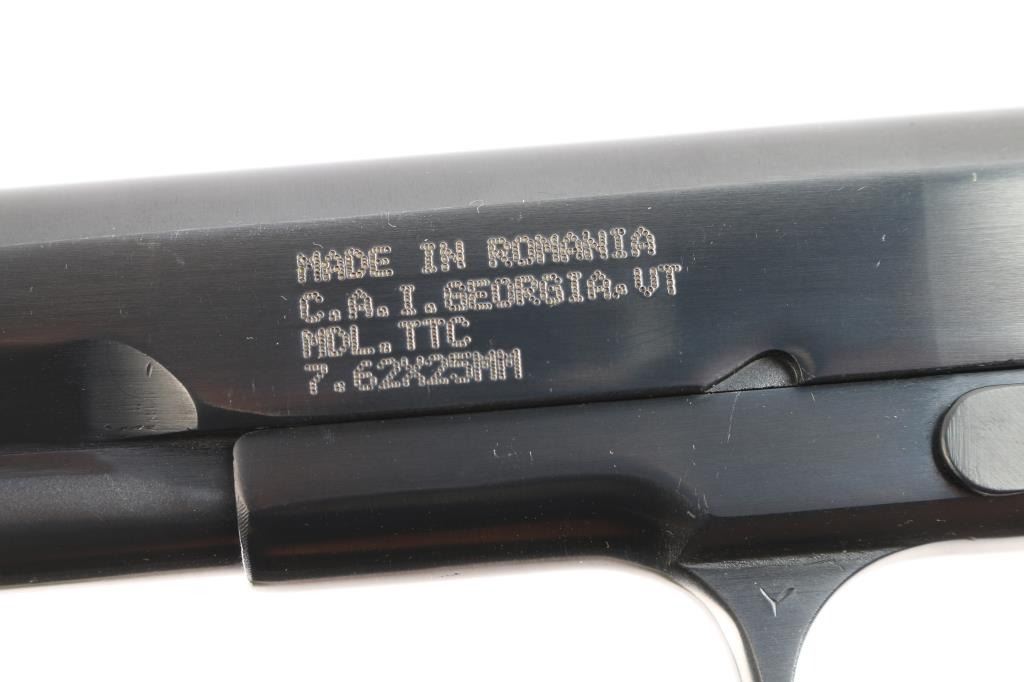 MADE IN ROMANIA
C.A.I.GEORGIA.VT
MDL.TTC
7.62X25MM
Y